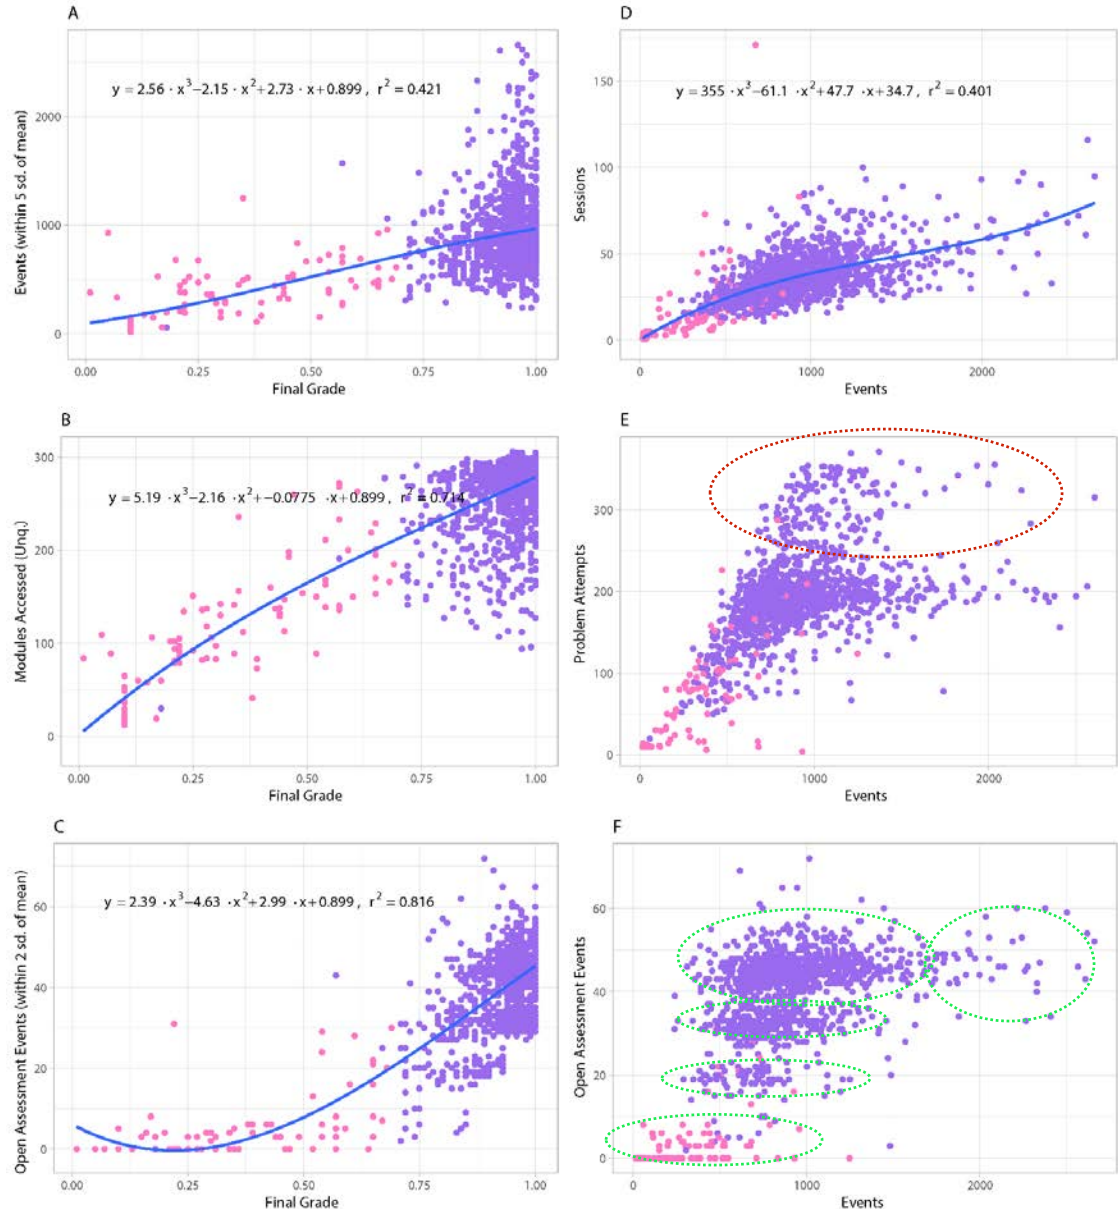 A
y = 2.56 · x³−2.15 · x²+2.73 · x+0.899 , r² = 0.421
Events (within 5 sd. of mean)
2000
1000
0
0.00 0.25 0.50 0.75 1.00
Final Grade
D
y = 355 · x³−61.1 · x²+47.7 · x+34.7 , r² = 0.401
Sessions
150
100
50
0
0 1000 2000
Events
B
y = 5.19 · x³−2.16 · x²+−0.0775 · x+0.899 , r² = 0.714
Modules Accessed (Unq.)
300
200
100
0
0.00 0.25 0.50 0.75 1.00
Final Grade
E
Problem Attempts
300
200
100
0
0 1000 2000
Events
C
y = 2.39 · x³−4.63 · x²+2.99 · x+0.899 , r² = 0.816
Open Assessment Events (within 2 sd. of mean)
60
40
20
0
0.00 0.25 0.50 0.75 1.00
Final Grade
F
Open Assessment Events
60
40
20
0
0 1000 2000
Events